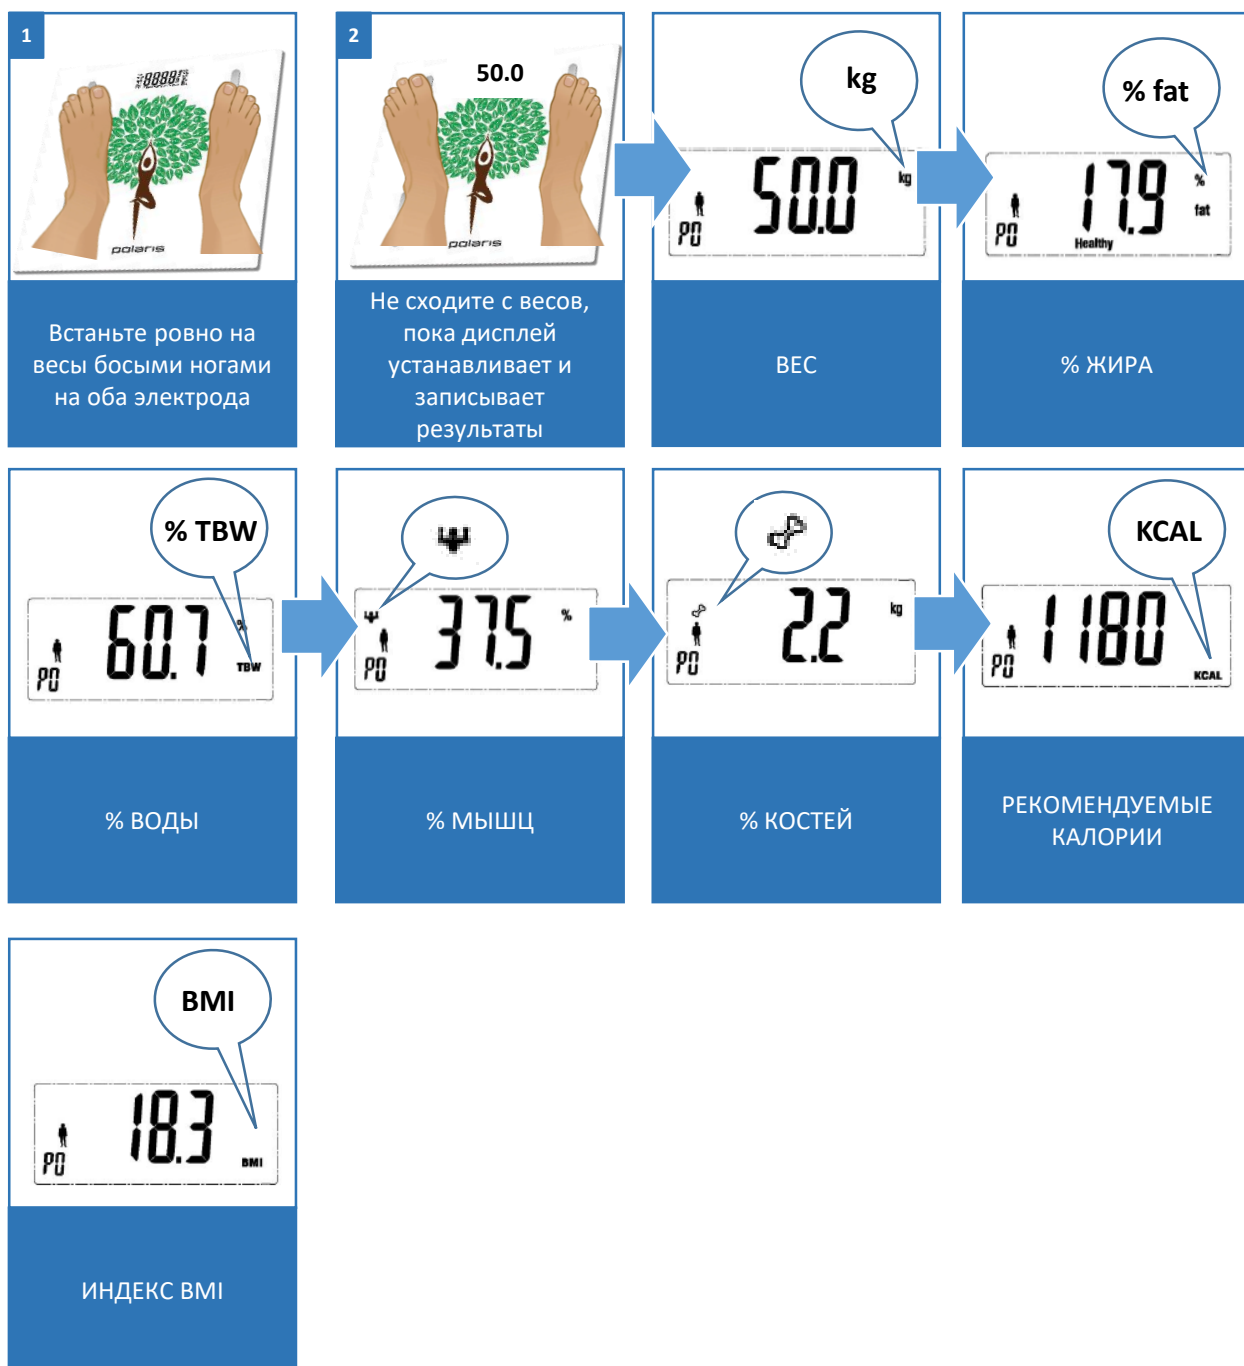 1
8888
polaris
Встаньте ровно на
весы босыми ногами
на оба электрода
2
50.0
polaris
Не сходите с весов,
пока дисплей
устанавливает и
записывает
результаты
kg
50.0 kg
P0
ВЕС
% fat
17.9 %
fat
P0
Healthy
% ЖИРА
% TBW
60.7 %
P0
TBW
% ВОДЫ
37.5 %
P0
% МЫШЦ
2.2 kg
P0
% КОСТЕЙ
KCAL
1180
P0
KCAL
РЕКОМЕНДУЕМЫЕ
КАЛОРИИ
BMI
18.3
P0
BMI
ИНДЕКС BMI